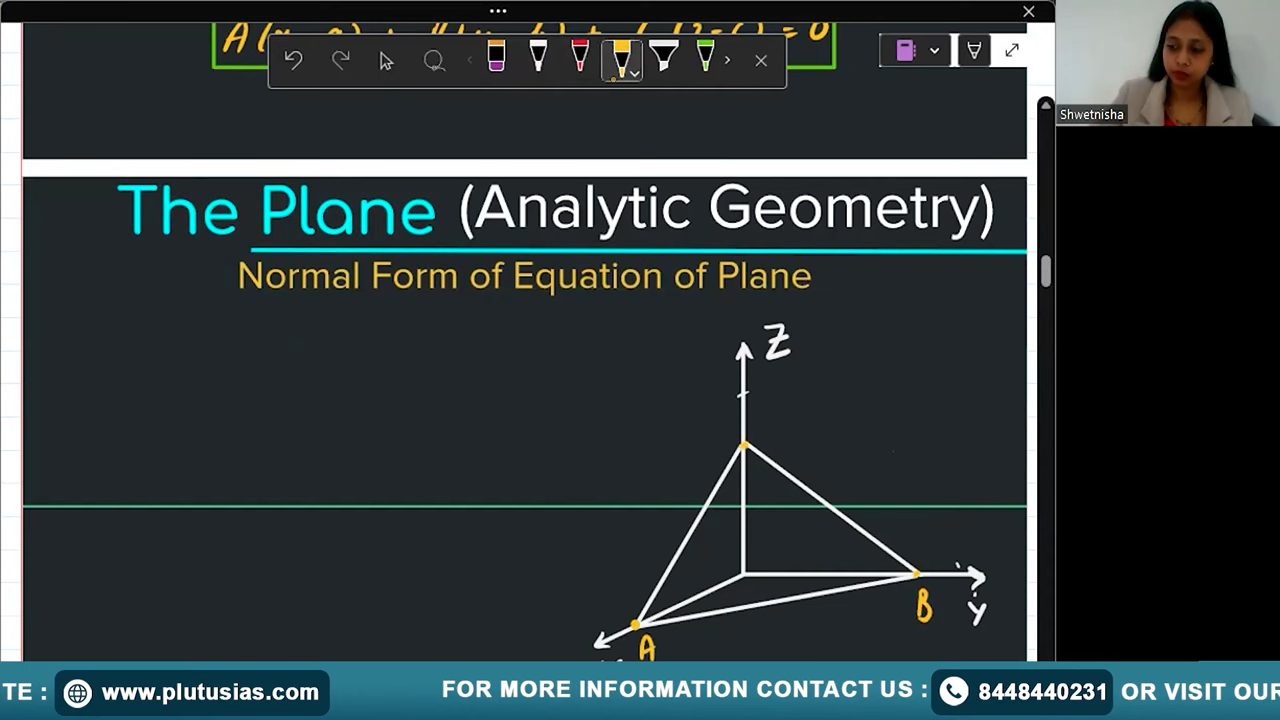 Shwetnisha
The Plane (Analytic Geometry)
Normal Form of Equation of Plane
Z
B
y
A
TE : www.plutusias.com FOR MORE INFORMATION CONTACT US : 8448440231 OR VISIT OUR